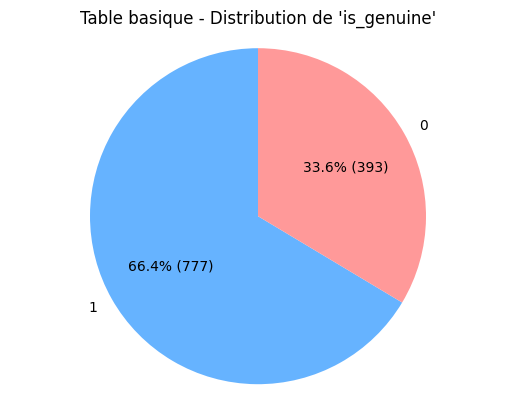 Table basique - Distribution de 'is_genuine'
0
33.6% (393)
66.4% (777)
1